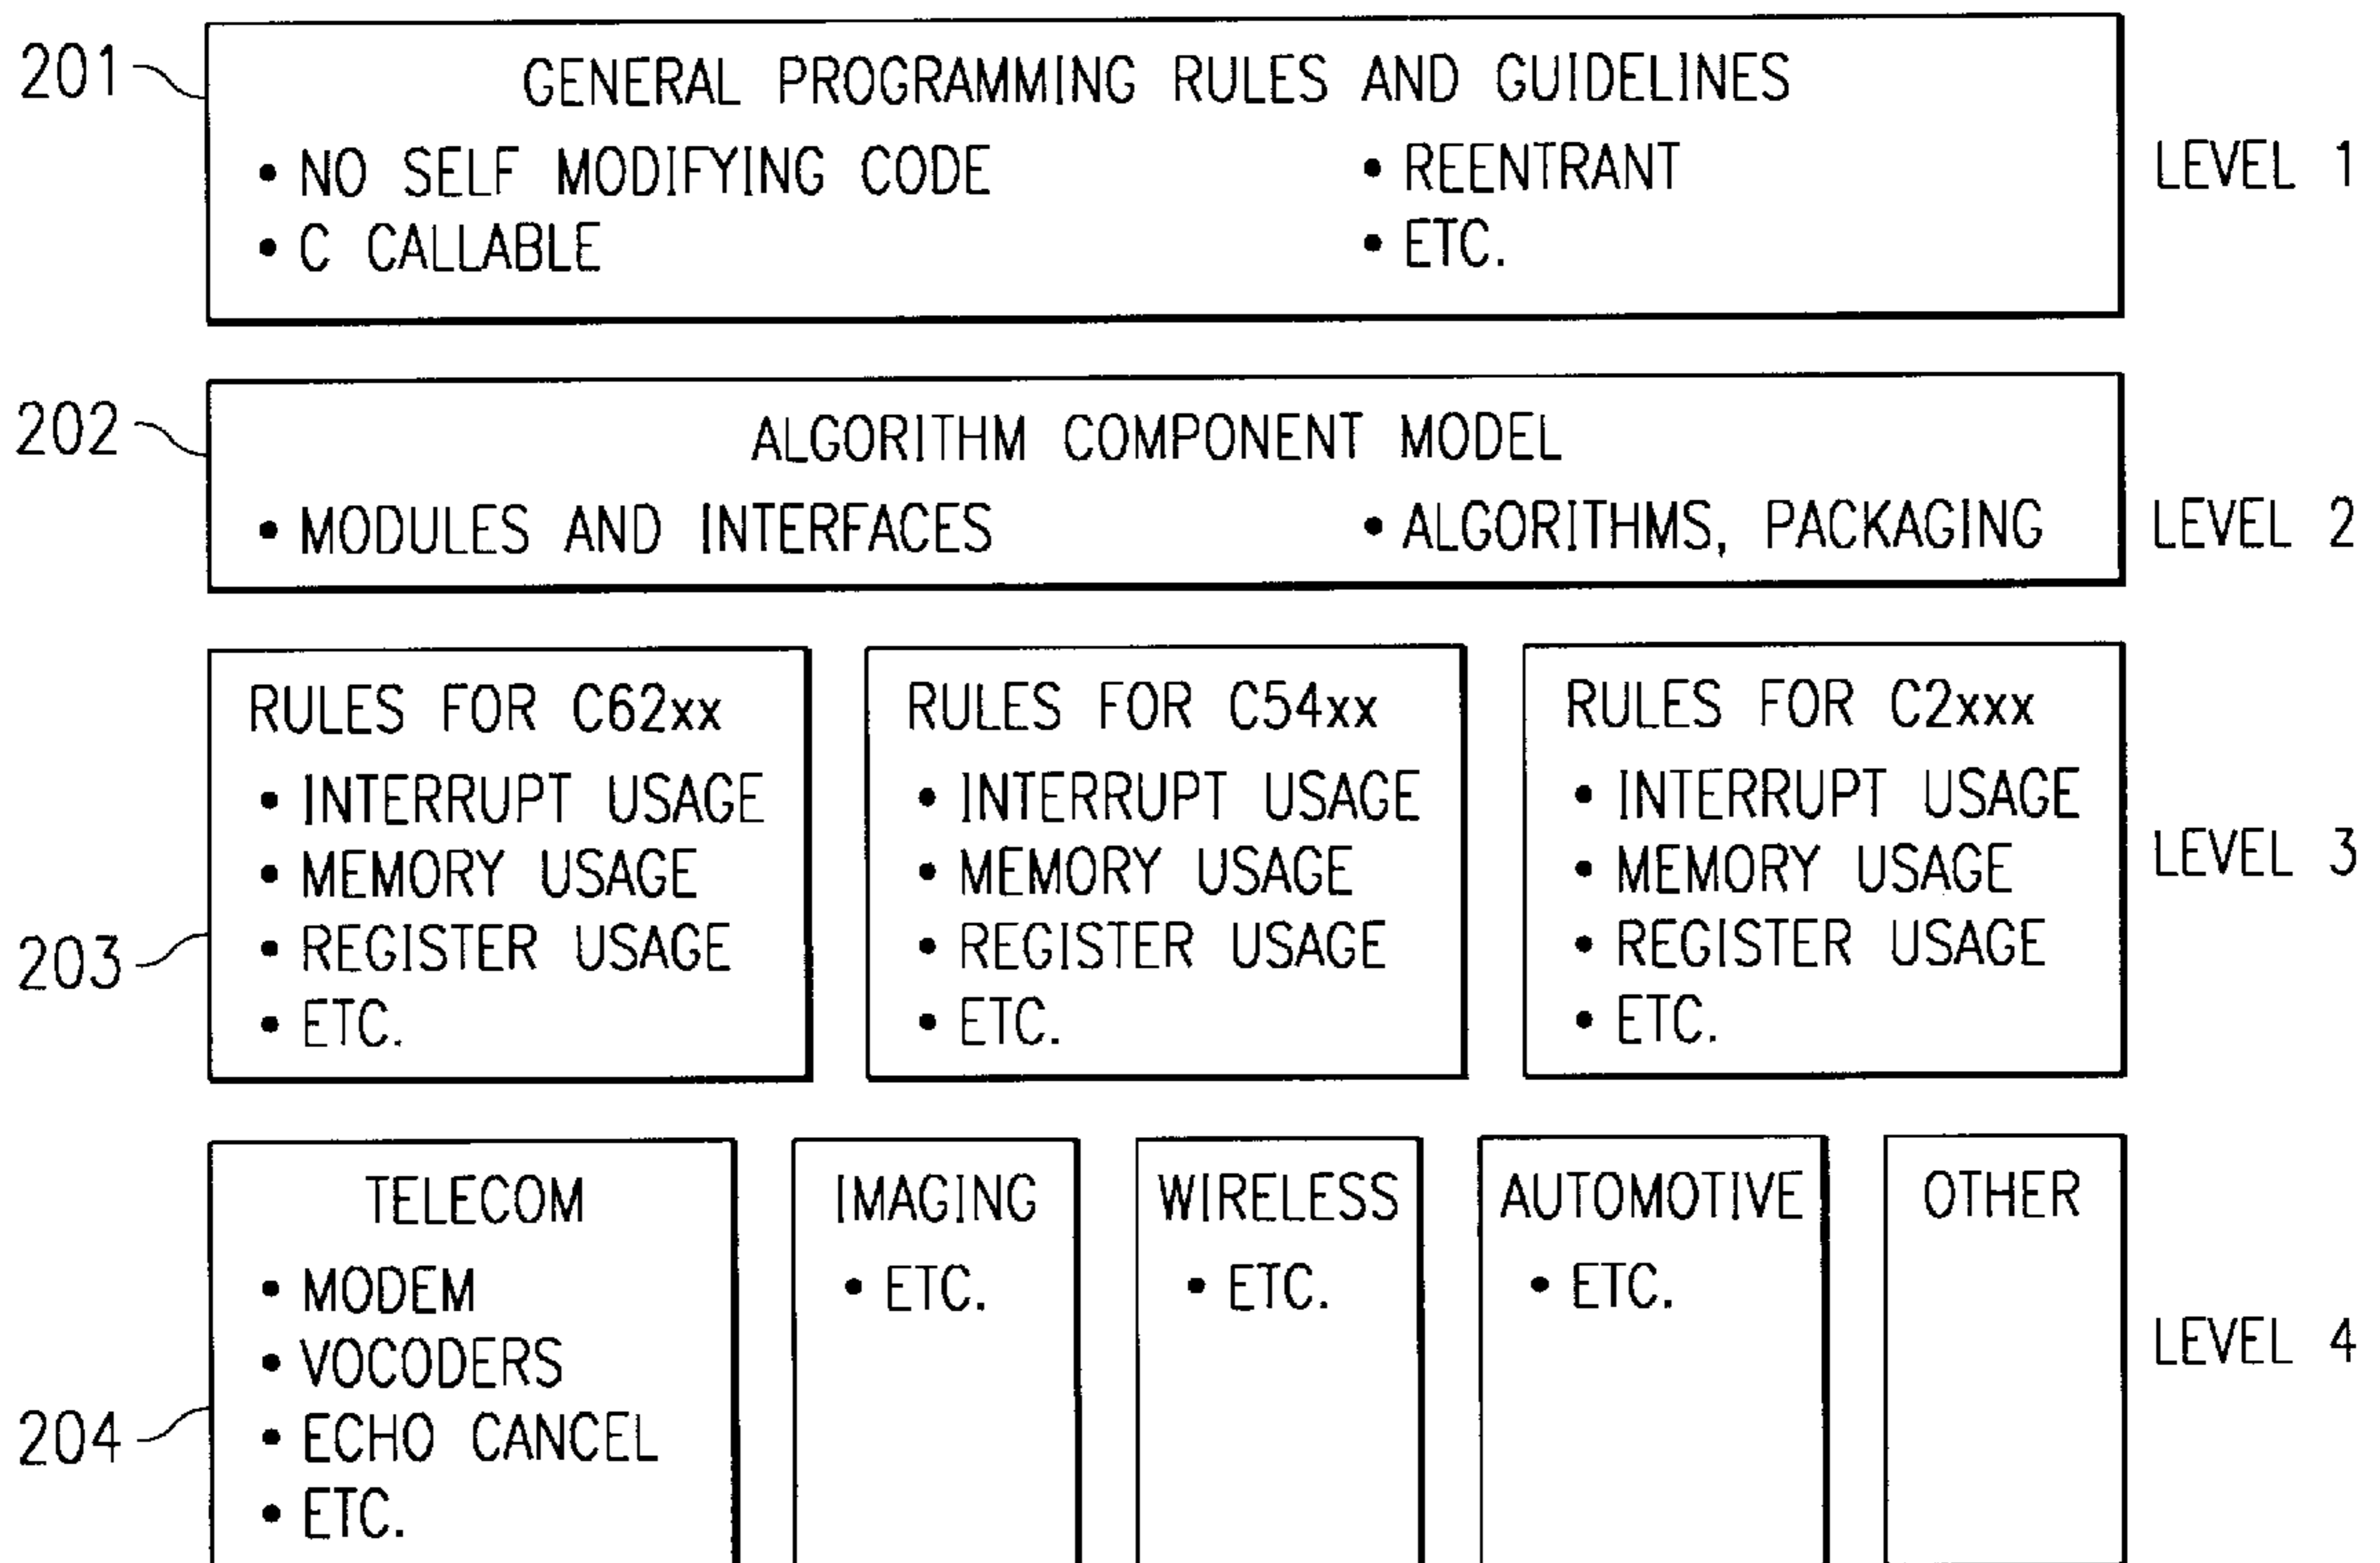 201
GENERAL PROGRAMMING RULES AND GUIDELINES
• NO SELF MODIFYING CODE
• C CALLABLE
• REENTRANT
• ETC.
LEVEL 1
202
ALGORITHM COMPONENT MODEL
• MODULES AND INTERFACES
• ALGORITHMS, PACKAGING
LEVEL 2
203
RULES FOR C62xx
• INTERRUPT USAGE
• MEMORY USAGE
• REGISTER USAGE
• ETC.
RULES FOR C54xx
• INTERRUPT USAGE
• MEMORY USAGE
• REGISTER USAGE
• ETC.
RULES FOR C2xxx
• INTERRUPT USAGE
• MEMORY USAGE
• REGISTER USAGE
• ETC.
LEVEL 3
204
TELECOM
• MODEM
• VOCODERS
• ECHO CANCEL
• ETC.
IMAGING
• ETC.
WIRELESS
• ETC.
AUTOMOTIVE
• ETC.
OTHER
LEVEL 4